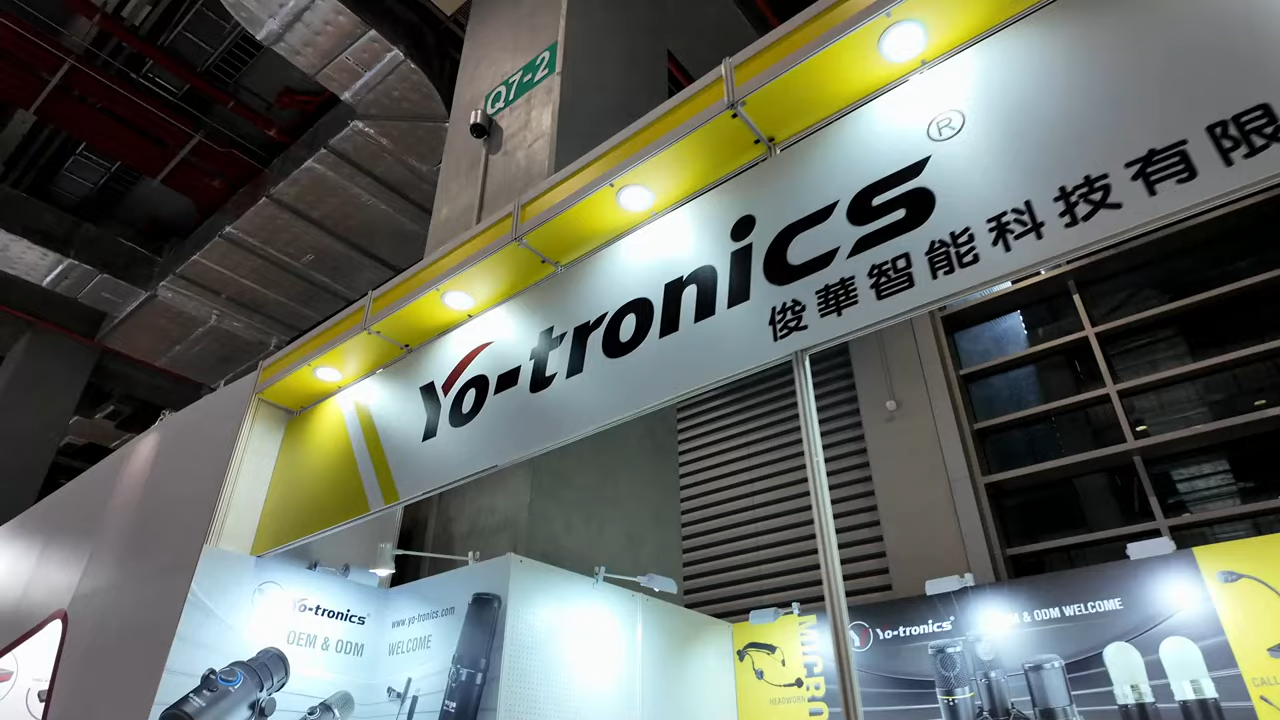 Q7-2
Yo-tronics®
俊華智能科技有限
Yo-tronics®
www.yo-tronics.com
OEM & ODM
WELCOME
HEADWORN
MICRO
Yo-tronics®
& ODM WELCOME
CALL